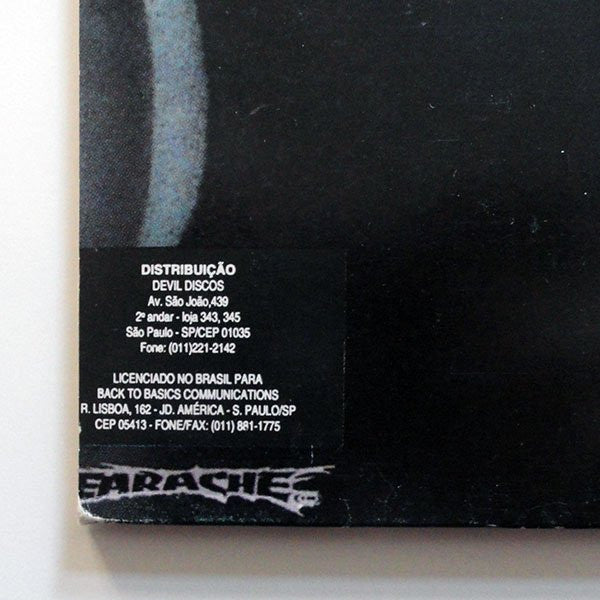 DISTRIBUIÇÃO
DEVIL DISCOS
Av. São João,439
2º andar - loja 343, 345
São Paulo - SP/CEP 01035
Fone: (011)221-2142
LICENCIADO NO BRASIL PARA
BACK TO BASICS COMMUNICATIONS
R. LISBOA, 162 - JD. AMÉRICA - S. PAULO/SP
CEP 05413 - FONE/FAX: (011) 881-1775
EARACHE